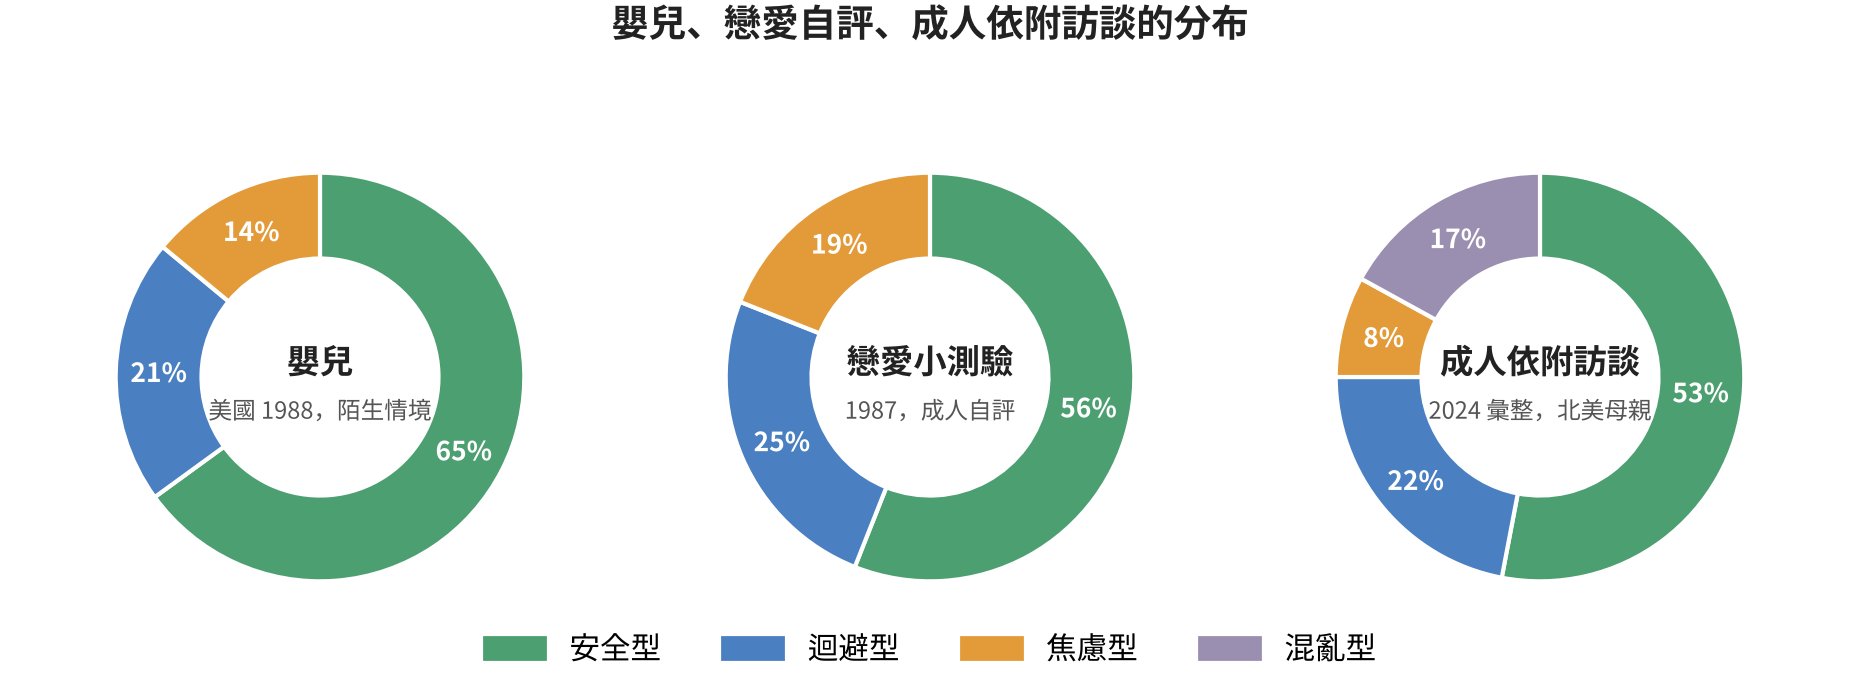 嬰兒、戀愛自評、成人依附訪談的分布
14%
21%
65%
嬰兒
美國 1988，陌生情境
19%
25%
56%
戀愛小測驗
1987，成人自評
17%
8%
22%
53%
成人依附訪談
2024 彙整，北美母親
安全型
迴避型
焦慮型
混亂型